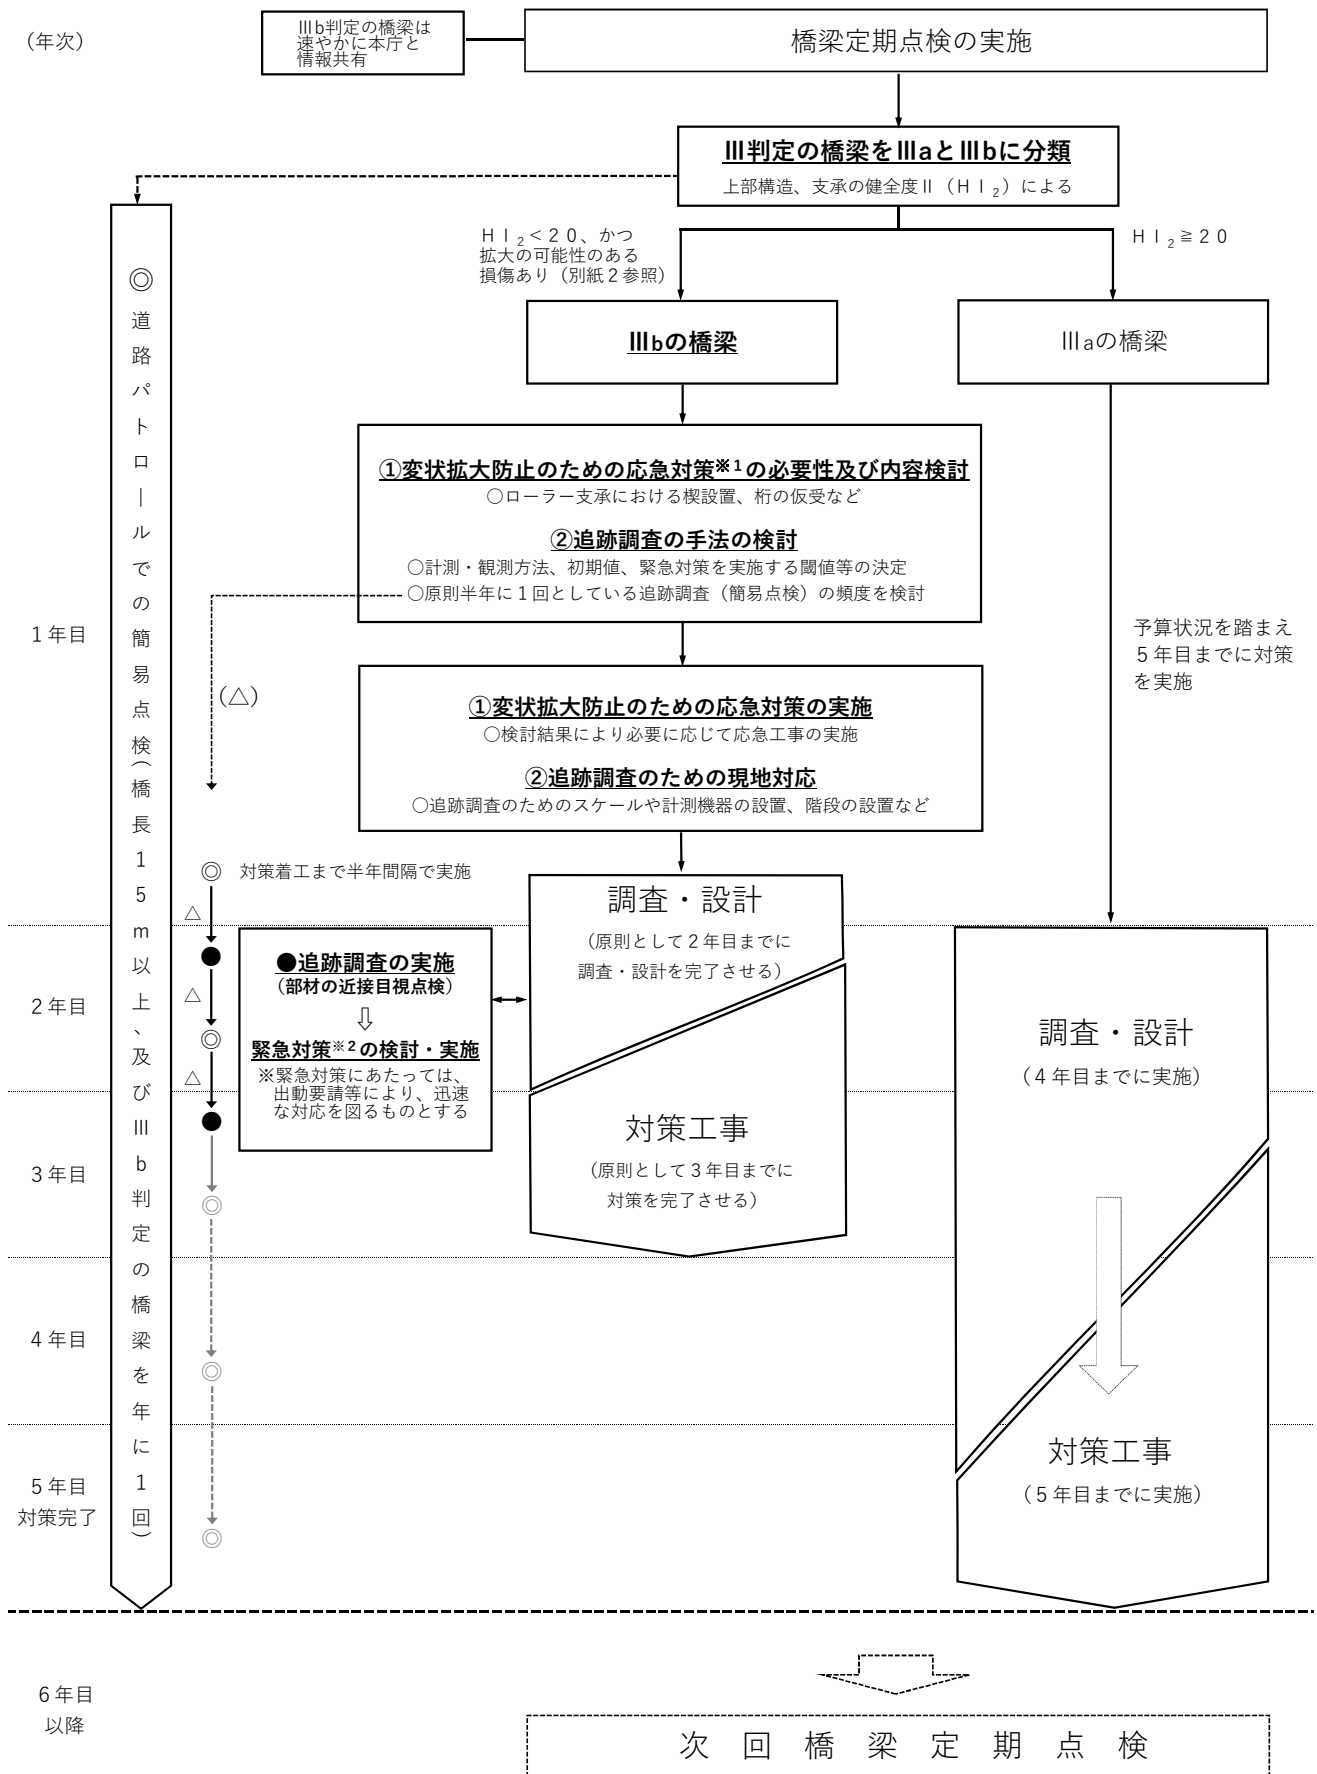 （年次）
Ⅲb判定の橋梁は
速やかに本庁と
情報共有
橋梁定期点検の実施
Ⅲ判定の橋梁をⅢaとⅢbに分類
上部構造、支承の健全度Ⅱ（ＨＩ₂）による
ＨＩ₂＜２０、かつ
拡大の可能性のある
損傷あり（別紙２参照）
ＨＩ₂≧２０
Ⅲbの橋梁
Ⅲaの橋梁
①変状拡大防止のための応急対策※１の必要性及び内容検討
○ローラー支承における楔設置、桁の仮受など
②追跡調査の手法の検討
○計測・観測方法、初期値、緊急対策を実施する閾値等の決定
○原則半年に１回としている追跡調査（簡易点検）の頻度を検討
１年目
（△）
予算状況を踏まえ
５年目までに対策
を実施
①変状拡大防止のための応急対策の実施
○検討結果により必要に応じて応急工事の実施
②追跡調査のための現地対応
○追跡調査のためのスケールや計測機器の設置、階段の設置など
◎道路パトロールでの簡易点検（橋長１５ｍ以上、及びⅢｂ判定の橋梁を年に１回）
◎
対策着工まで半年間隔で実施
△
●
△
◎
△
●
◎
◎
◎
調査・設計
（原則として２年目までに
調査・設計を完了させる）
２年目
●追跡調査の実施
（部材の近接目視点検）
緊急対策※２の検討・実施
※緊急対策にあたっては、
出動要請等により、迅速
な対応を図るものとする
調査・設計
（４年目までに実施）
対策工事
（原則として３年目までに
対策を完了させる）
３年目
４年目
対策工事
（５年目までに実施）
５年目
対策完了
６年目
以降
次回橋梁定期点検